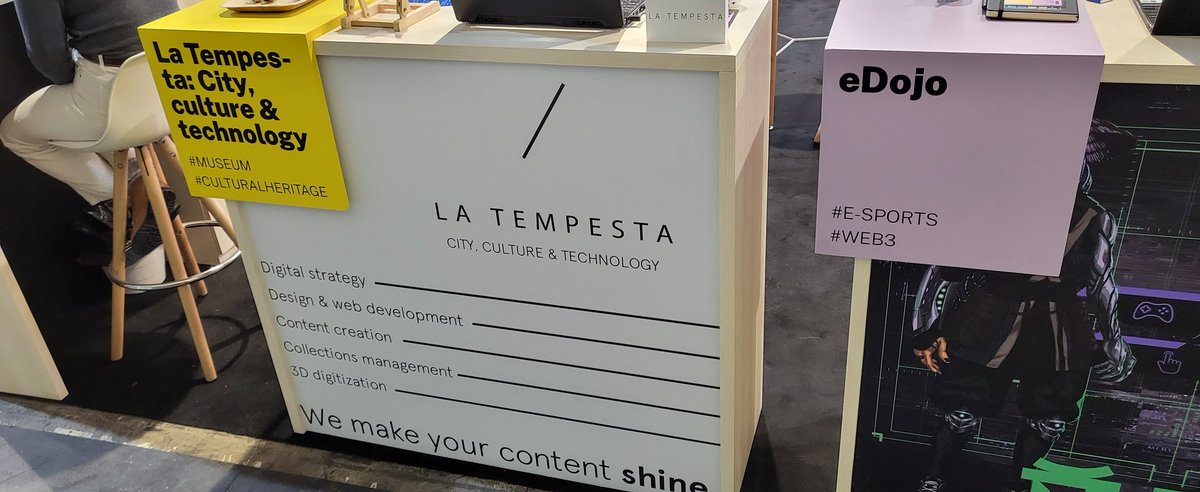 La Tempes-
ta: City,
culture &
technology
#MUSEUM
#CULTURALHERITAGE
LA TEMPESTA
LA TEMPESTA
CITY, CULTURE & TECHNOLOGY
Digital strategy
Design & web development
Content creation
Collections management
3D digitization
We make your content shine
eDojo
#E-SPORTS
#WEB3